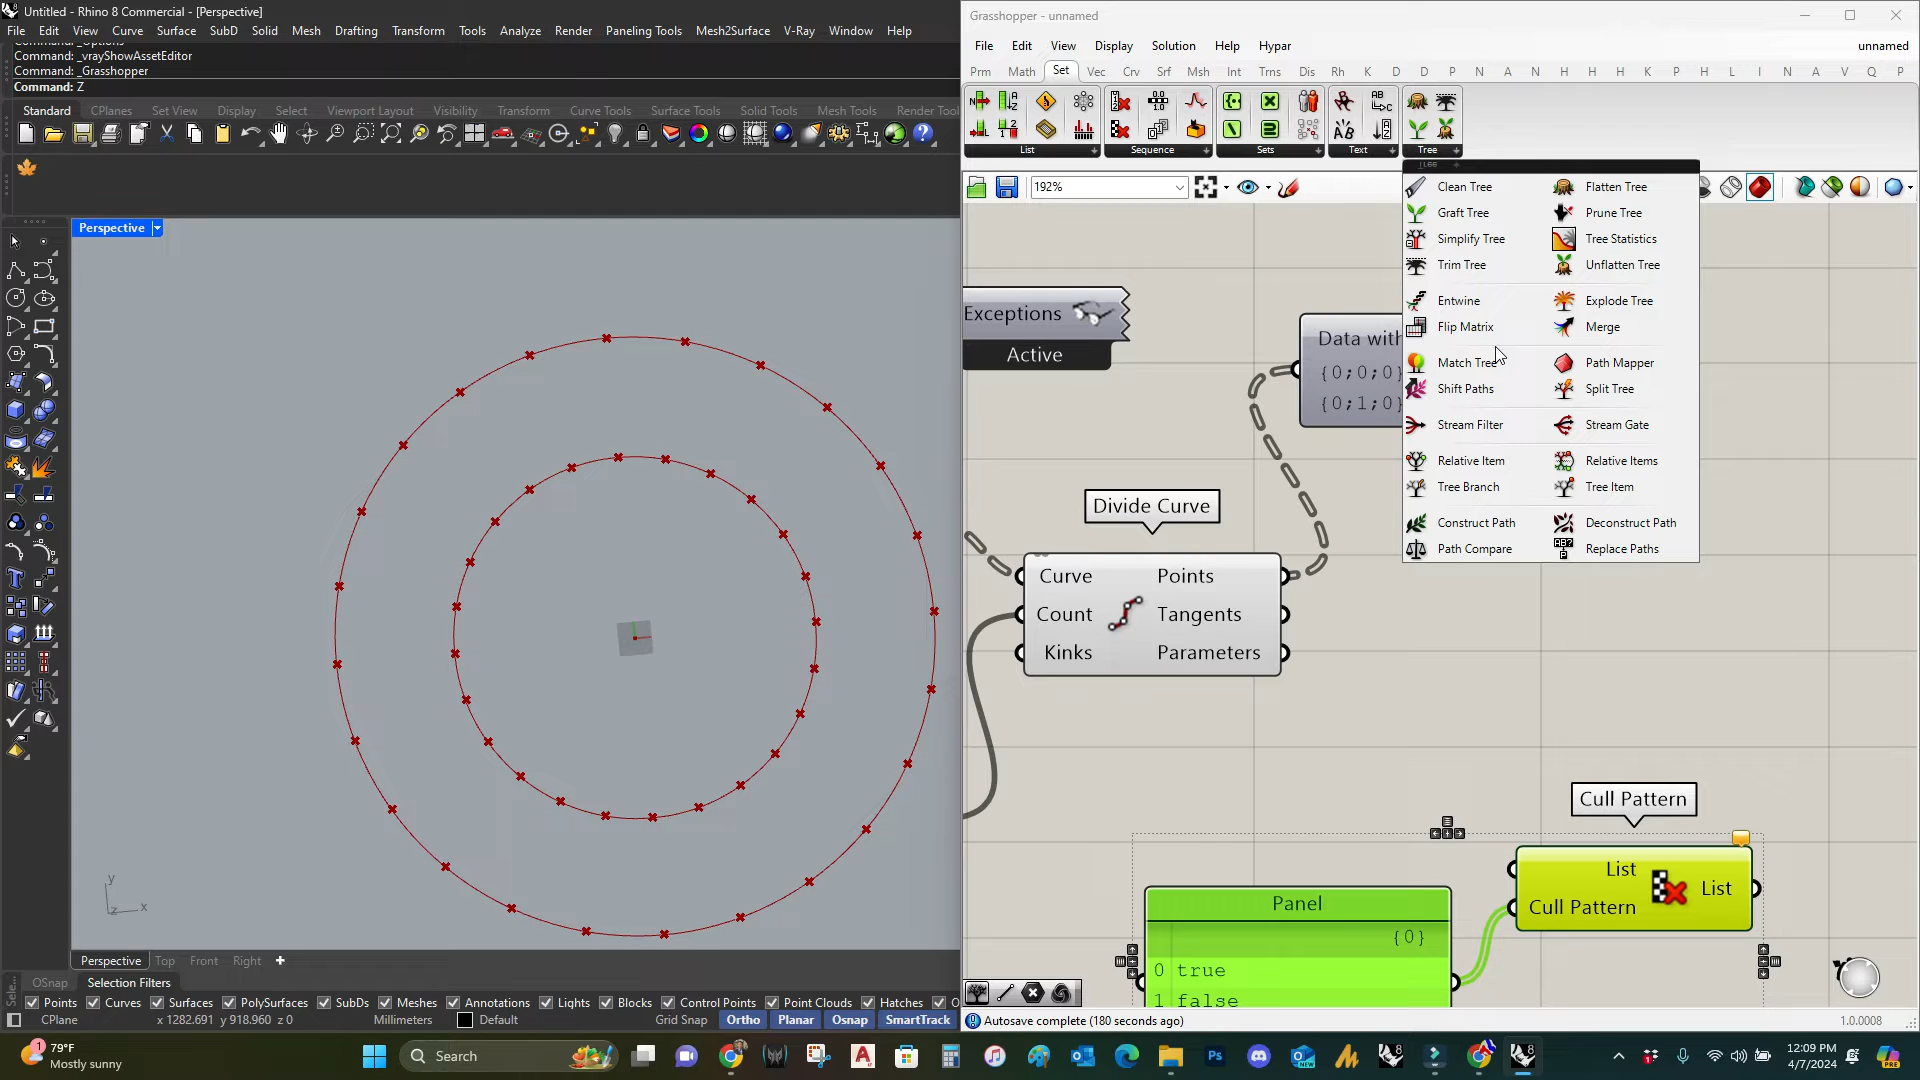 Untitled - Rhino 8 Commercial - [Perspective]
File Edit View Curve Surface SubD Solid Mesh Drafting Transform Tools Analyze Render Paneling Tools Mesh2Surface V-Ray Window Help
Command: _Options
Command: _vrayShowAssetEditor
Command: _Grasshopper
Command: Z
Standard CPlanes Set View Display Select Viewport Layout Visibility Transform Curve Tools Surface Tools Solid Tools Mesh Tools Render Tools
Perspective
y
z x
Perspective Top Front Right
OSnap Selection Filters
Points Curves Surfaces PolySurfaces SubDs Meshes Annotations Lights Blocks Control Points Point Clouds Hatches O
CPlane x 1282.691 y 918.960 z 0 Millimeters Default Grid Snap Ortho Planar Osnap SmartTrack
Grasshopper - unnamed
File Edit View Display Solution Help Hypar unnamed
Prm Math Set Vec Crv Srf Msh Int Trns Dis Rh K D D P N A N H H H K P H L I N A V Q P
List Sequence Sets Text Tree
192%
Tree
Clean Tree Flatten Tree
Graft Tree Prune Tree
Simplify Tree Tree Statistics
Trim Tree Unflatten Tree
Entwine Explode Tree
Flip Matrix Merge
Match Tree Path Mapper
Shift Paths Split Tree
Stream Filter Stream Gate
Relative Item Relative Items
Tree Branch Tree Item
Construct Path Deconstruct Path
Path Compare Replace Paths
Exceptions
Active
Data with
{0;0;0}
{0;1;0}
Divide Curve
Curve Points
Count Tangents
Kinks Parameters
Cull Pattern
List
List
Cull Pattern
Panel
{0}
0 true
1 false
Autosave complete (180 seconds ago) 1.0.0008
79°F
Mostly sunny
Search
12:09 PM
4/7/2024